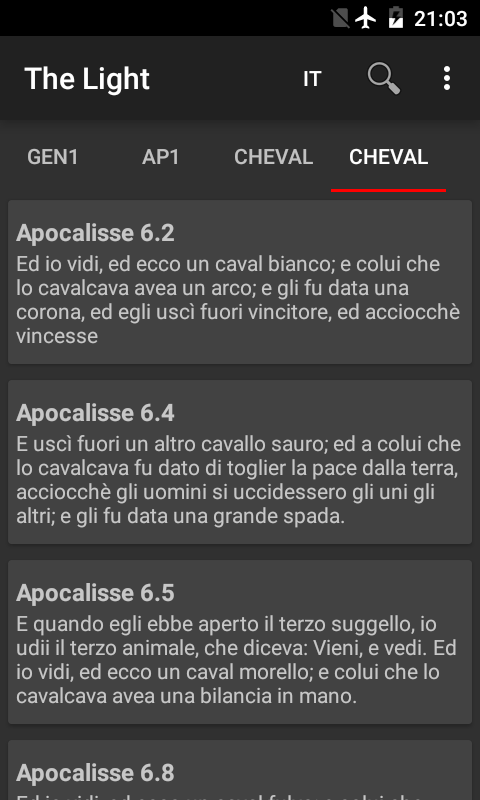 21:03
The Light
IT
GEN1
AP1
CHEVAL
CHEVAL
Apocalisse 6.2
Ed io vidi, ed ecco un caval bianco; e colui che
lo cavalcava avea un arco; e gli fu data una
corona, ed egli uscì fuori vincitore, ed acciocchè
vincesse
Apocalisse 6.4
E uscì fuori un altro cavallo sauro; ed a colui che
lo cavalcava fu dato di toglier la pace dalla terra,
acciocchè gli uomini si uccidessero gli uni gli
altri; e gli fu data una grande spada.
Apocalisse 6.5
E quando egli ebbe aperto il terzo suggello, io
udii il terzo animale, che diceva: Vieni, e vedi. Ed
io vidi, ed ecco un caval morello; e colui che lo
cavalcava avea una bilancia in mano.
Apocalisse 6.8